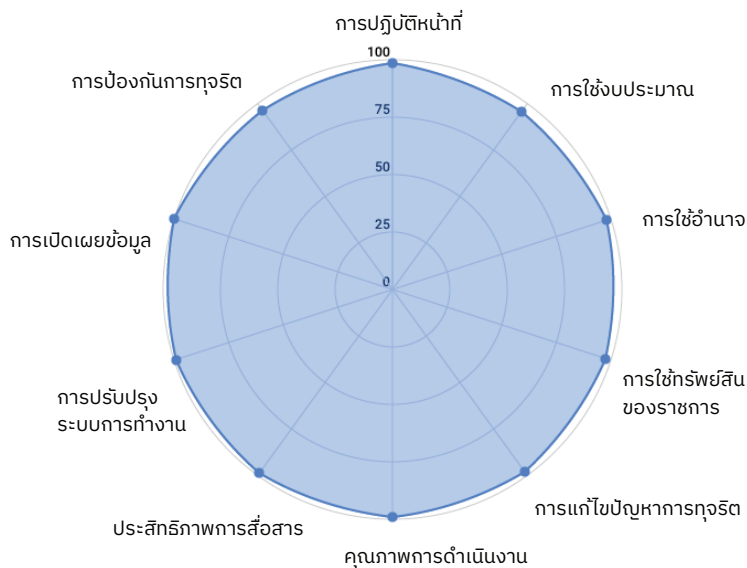 การปฏิบัติหน้าที่
100
การป้องกันการทุจริต
การใช้งบประมาณ
75
50
การใช้อำนาจ
25
การเปิดเผยข้อมูล
0
การใช้ทรัพย์สิน
ของราชการ
การปรับปรุง
ระบบการทำงาน
การแก้ไขปัญหาการทุจริต
ประสิทธิภาพการสื่อสาร
คุณภาพการดำเนินงาน